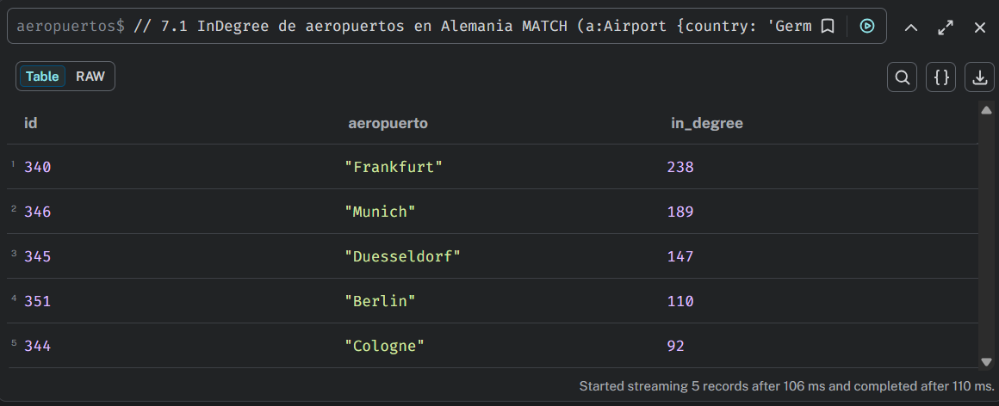 aeropuertos$ // 7.1 InDegree de aeropuertos en Alemania MATCH (a:Airport {country: 'Germ
Table RAW {}
id aeropuerto in_degree
1 340 "Frankfurt" 238
2 346 "Munich" 189
3 345 "Duesseldorf" 147
4 351 "Berlin" 110
5 344 "Cologne" 92
Started streaming 5 records after 106 ms and completed after 110 ms.